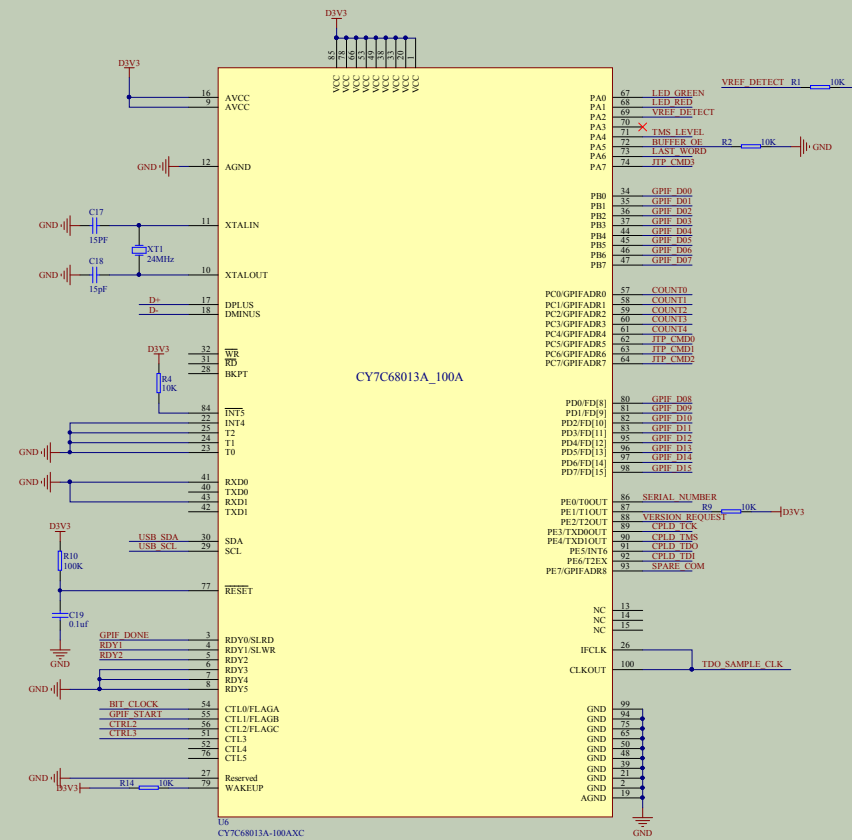 D3V3
85 78 66 53 49 38 33 20 1
VCC VCC VCC VCC VCC VCC VCC VCC VCC
D3V3
16 AVCC
9 AVCC
GND 12 AGND
C17
GND 11 XTALIN
15PF
XT1
24MHz
C18
GND 10 XTALOUT
15pF
D+ 17 DPLUS
D- 18 DMINUS
32 WR
D3V3 31 RD
28 BKPT
R4
10K
84 INT5
22 INT4
25 T2
24 T1
GND 23 T0
GND 41 RXD0
40 TXD0
43 RXD1
42 TXD1
D3V3
USB_SDA 30 SDA
USB_SCL 29 SCL
R10
100K
77 RESET
C19
0.1uf
GND
GPIF_DONE 3 RDY0/SLRD
RDY1 4 RDY1/SLWR
RDY2 5 RDY2
6 RDY3
7 RDY4
GND 8 RDY5
BIT_CLOCK 54 CTL0/FLAGA
GPIF_START 55 CTL1/FLAGB
CTRL2 56 CTL2/FLAGC
CTRL3 51 CTL3
52 CTL4
76 CTL5
GND 27 Reserved
D3V3 R14 10K 79 WAKEUP
CY7C68013A_100A
U6
CY7C68013A-100AXC
VREF_DETECT R1 10K
PA0 67 LED_GREEN
PA1 68 LED_RED
PA2 69 VREF_DETECT
PA3 70
PA4 71 TMS_LEVEL
PA5 72 BUFFER_OE R2 10K GND
PA6 73 LAST_WORD
PA7 74 JTP_CMD3
PB0 34 GPIF_D00
PB1 35 GPIF_D01
PB2 36 GPIF_D02
PB3 37 GPIF_D03
PB4 44 GPIF_D04
PB5 45 GPIF_D05
PB6 46 GPIF_D06
PB7 47 GPIF_D07
PC0/GPIFADR0 57 COUNT0
PC1/GPIFADR1 58 COUNT1
PC2/GPIFADR2 59 COUNT2
PC3/GPIFADR3 60 COUNT3
PC4/GPIFADR4 61 COUNT4
PC5/GPIFADR5 62 JTP_CMD0
PC6/GPIFADR6 63 JTP_CMD1
PC7/GPIFADR7 64 JTP_CMD2
PD0/FD[8] 80 GPIF_D08
PD1/FD[9] 81 GPIF_D09
PD2/FD[10] 82 GPIF_D10
PD3/FD[11] 83 GPIF_D11
PD4/FD[12] 95 GPIF_D12
PD5/FD[13] 96 GPIF_D13
PD6/FD[14] 97 GPIF_D14
PD7/FD[15] 98 GPIF_D15
PE0/T0OUT 86 SERIAL_NUMBER
PE1/T1OUT 87 R9 10K D3V3
PE2/T2OUT 88 VERSION_REQUEST
PE3/TXD0OUT 89 CPLD_TCK
PE4/TXD1OUT 90 CPLD_TMS
PE5/INT6 91 CPLD_TDO
PE6/T2EX 92 CPLD_TDI
PE7/GPIFADR8 93 SPARE_COM
NC 13
NC 14
NC 15
IFCLK 26
CLKOUT 100 TDO_SAMPLE_CLK
GND 99
GND 94
GND 75
GND 65
GND 50
GND 48
GND 39
GND 21
GND 2
AGND 19
GND